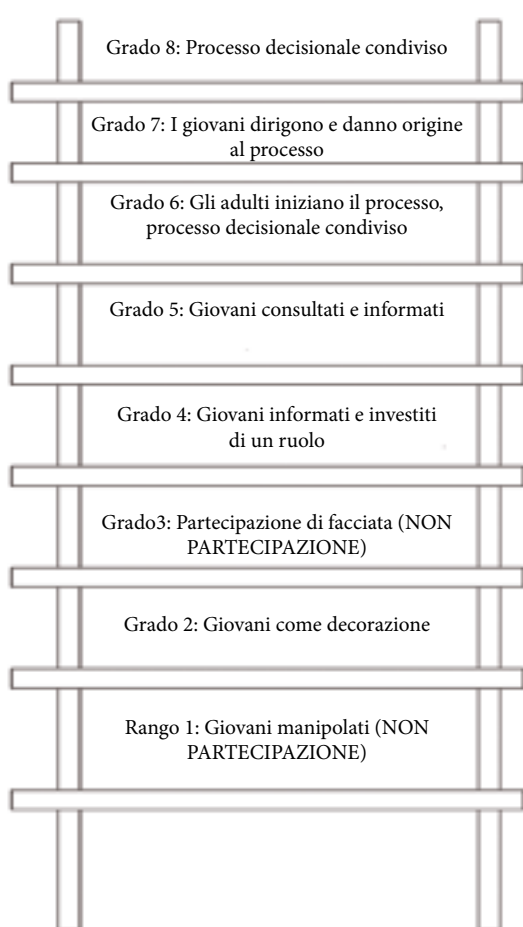 Grado 8: Processo decisionale condiviso
Grado 7: I giovani dirigono e danno origine
al processo
Grado 6: Gli adulti iniziano il processo,
processo decisionale condiviso
Grado 5: Giovani consultati e informati
Grado 4: Giovani informati e investiti
di un ruolo
Grado3: Partecipazione di facciata (NON
PARTECIPAZIONE)
Grado 2: Giovani come decorazione
Rango 1: Giovani manipolati (NON
PARTECIPAZIONE)